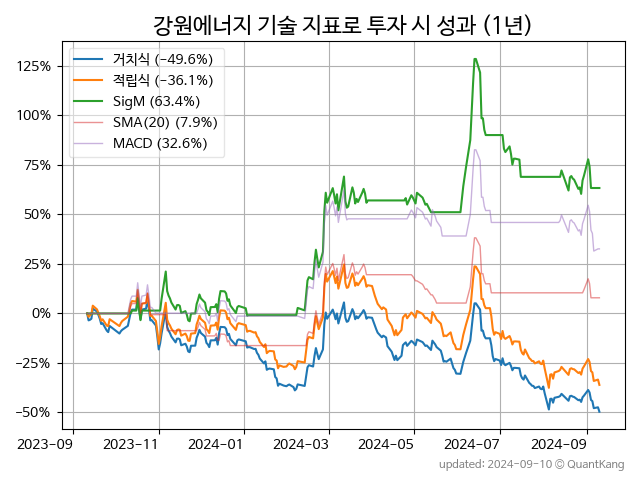 강원에너지 기술 지표로 투자 시 성과 (1년)
거치식 (−49.6%)
적립식 (−36.1%)
SigM (63.4%)
SMA(20) (7.9%)
MACD (32.6%)
125%
100%
75%
50%
25%
0%
−25%
−50%
2023-09 2023-11 2024-01 2024-03 2024-05 2024-07 2024-09
updated: 2024-09-10 © QuantKang